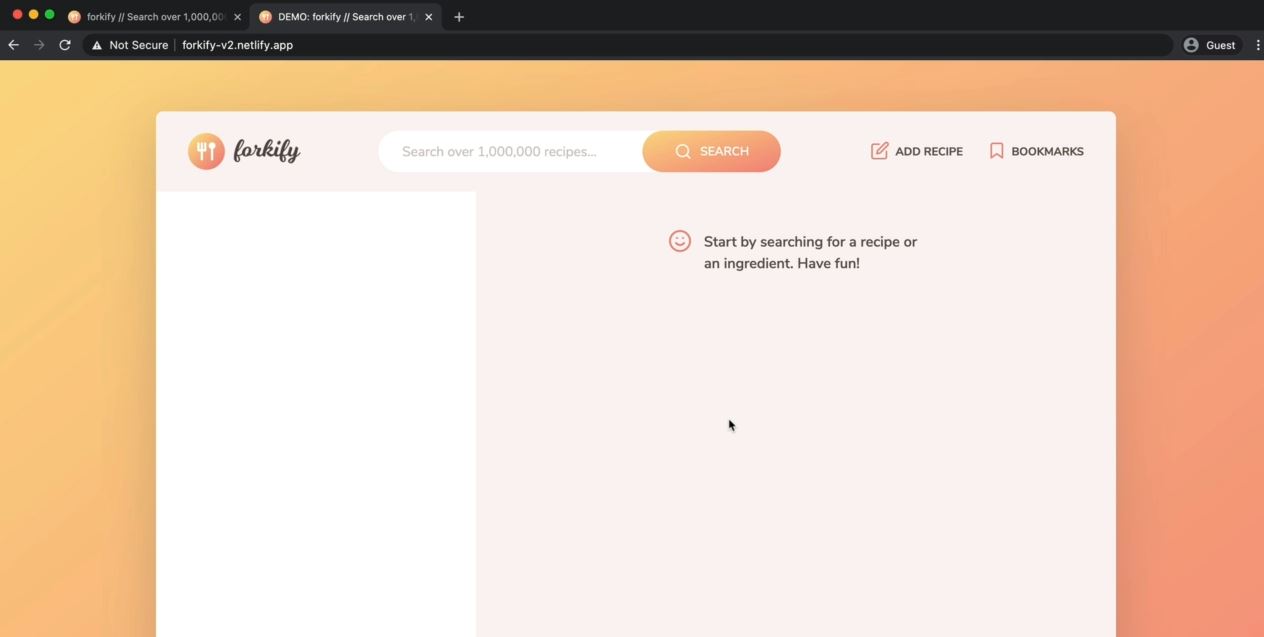 forkify // Search over 1,000,00
DEMO: forkify // Search over 1,
Not Secure
forkify-v2.netlify.app
Guest
forkify
Search over 1,000,000 recipes...
SEARCH
ADD RECIPE
BOOKMARKS
Start by searching for a recipe or
an ingredient. Have fun!